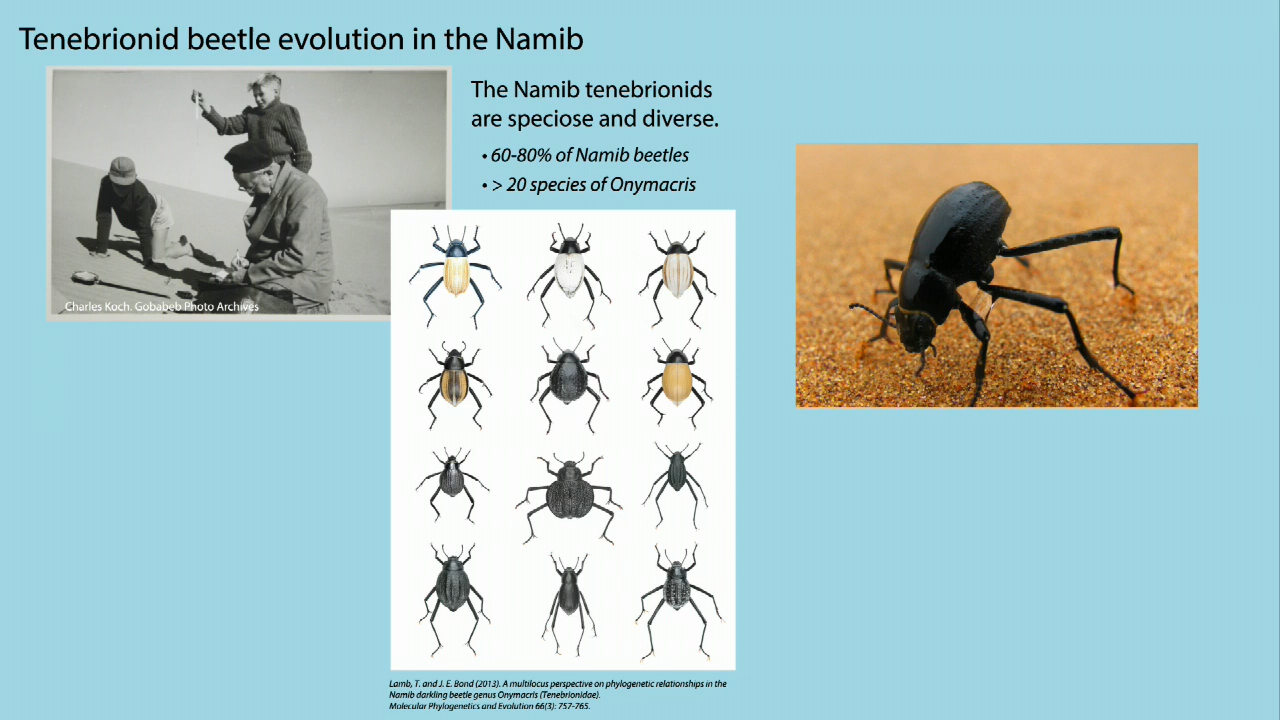 Tenebrionid beetle evolution in the Namib
The Namib tenebrionids
are speciose and diverse.
• 60-80% of Namib beetles
• > 20 species of Onymacris
Charles Koch. Gobabeb Photo Archives
Lamb, T. and J. E. Bond (2013). A multilocus perspective on phylogenetic relationships in the
Namib darkling beetle genus Onymacris (Tenebrionidae).
Molecular Phylogenetics and Evolution 66(3): 757-765.